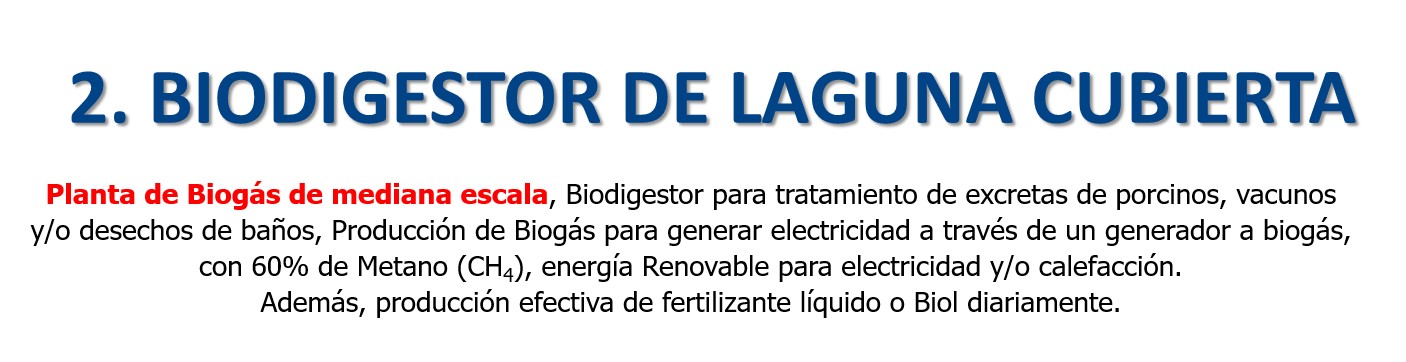 2. BIODIGESTOR DE LAGUNA CUBIERTA
Planta de Biogás de mediana escala, Biodigestor para tratamiento de excretas de porcinos, vacunos
y/o desechos de baños, Producción de Biogás para generar electricidad a través de un generador a biogás,
con 60% de Metano (CH₄), energía Renovable para electricidad y/o calefacción.
Además, producción efectiva de fertilizante líquido o Biol diariamente.